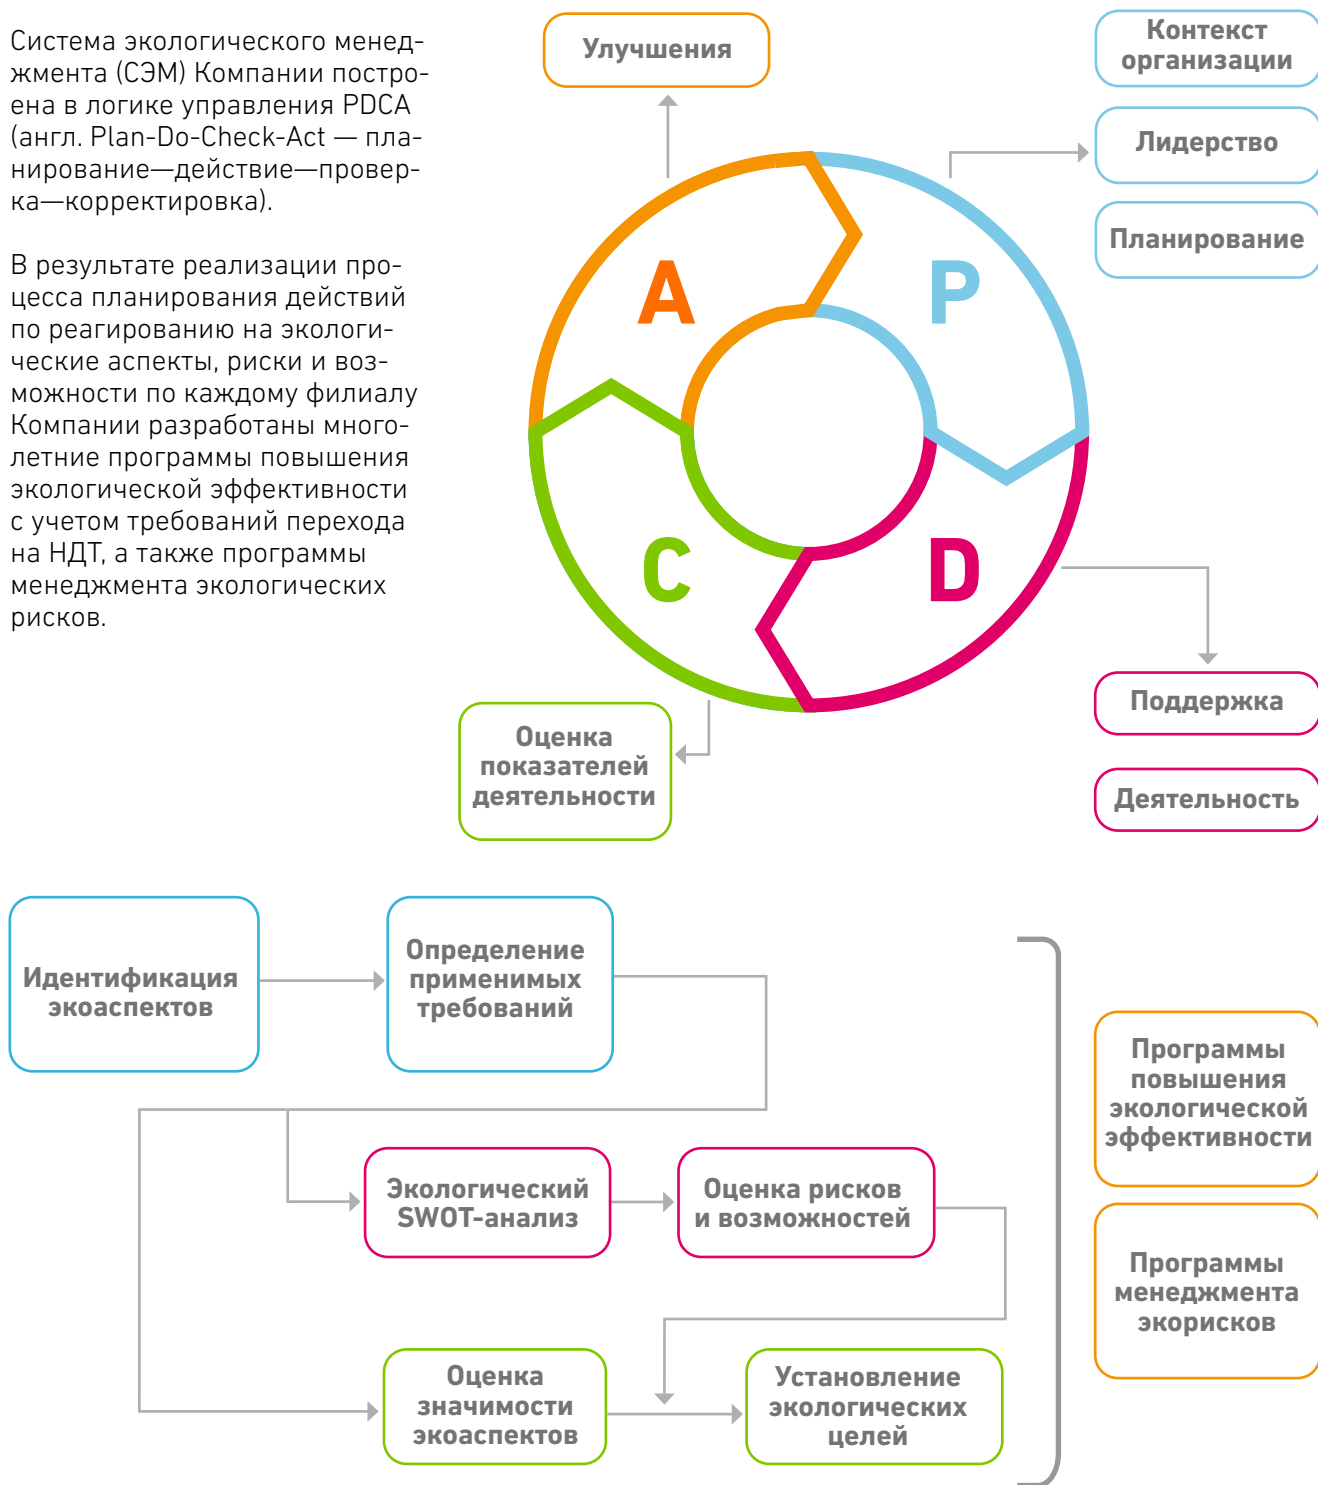 Система экологического менед-
жмента (СЭМ) Компании постро-
ена в логике управления PDCA
(англ. Plan-Do-Check-Act — пла-
нирование—действие—провер-
ка—корректировка).
В результате реализации про-
цесса планирования действий
по реагированию на экологи-
ческие аспекты, риски и воз-
можности по каждому филиалу
Компании разработаны много-
летние программы повышения
экологической эффективности
с учетом требований перехода
на НДТ, а также программы
менеджмента экологических
рисков.
Улучшения
Контекст
организации
Лидерство
Планирование
A
P
C
D
Поддержка
Деятельность
Оценка
показателей
деятельности
Идентификация
экоаспектов
Определение
применимых
требований
Экологический
SWOT-анализ
Оценка рисков
и возможностей
Оценка
значимости
экоаспектов
Установление
экологических
целей
Программы
повышения
экологической
эффективности
Программы
менеджмента
экорисков